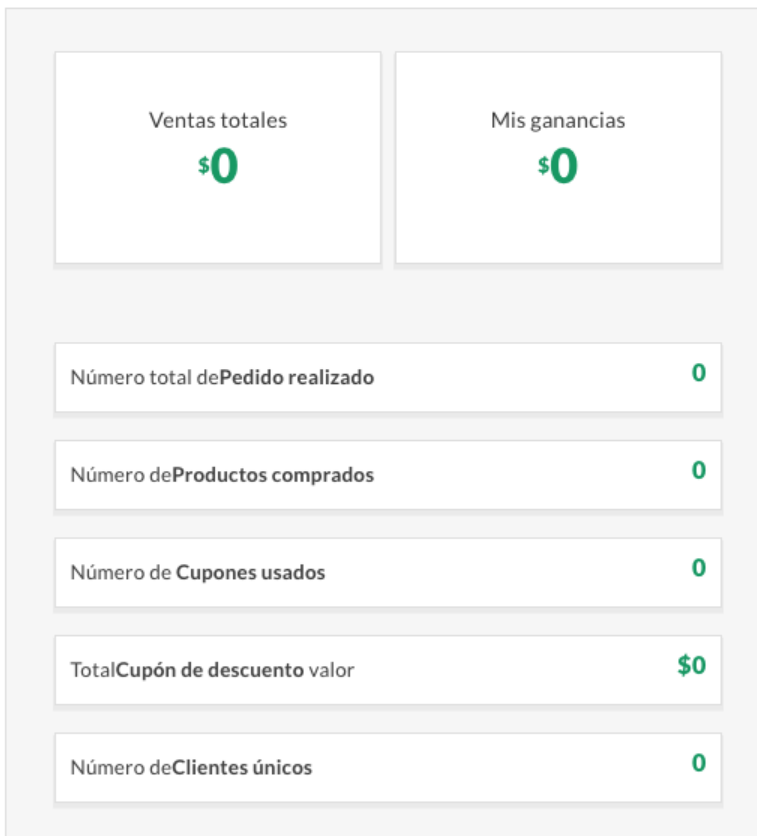 Ventas totales
$0
Mis ganancias
$0
Número total dePedido realizado 0
Número deProductos comprados 0
Número de Cupones usados 0
TotalCupón de descuento valor $0
Número deClientes únicos 0